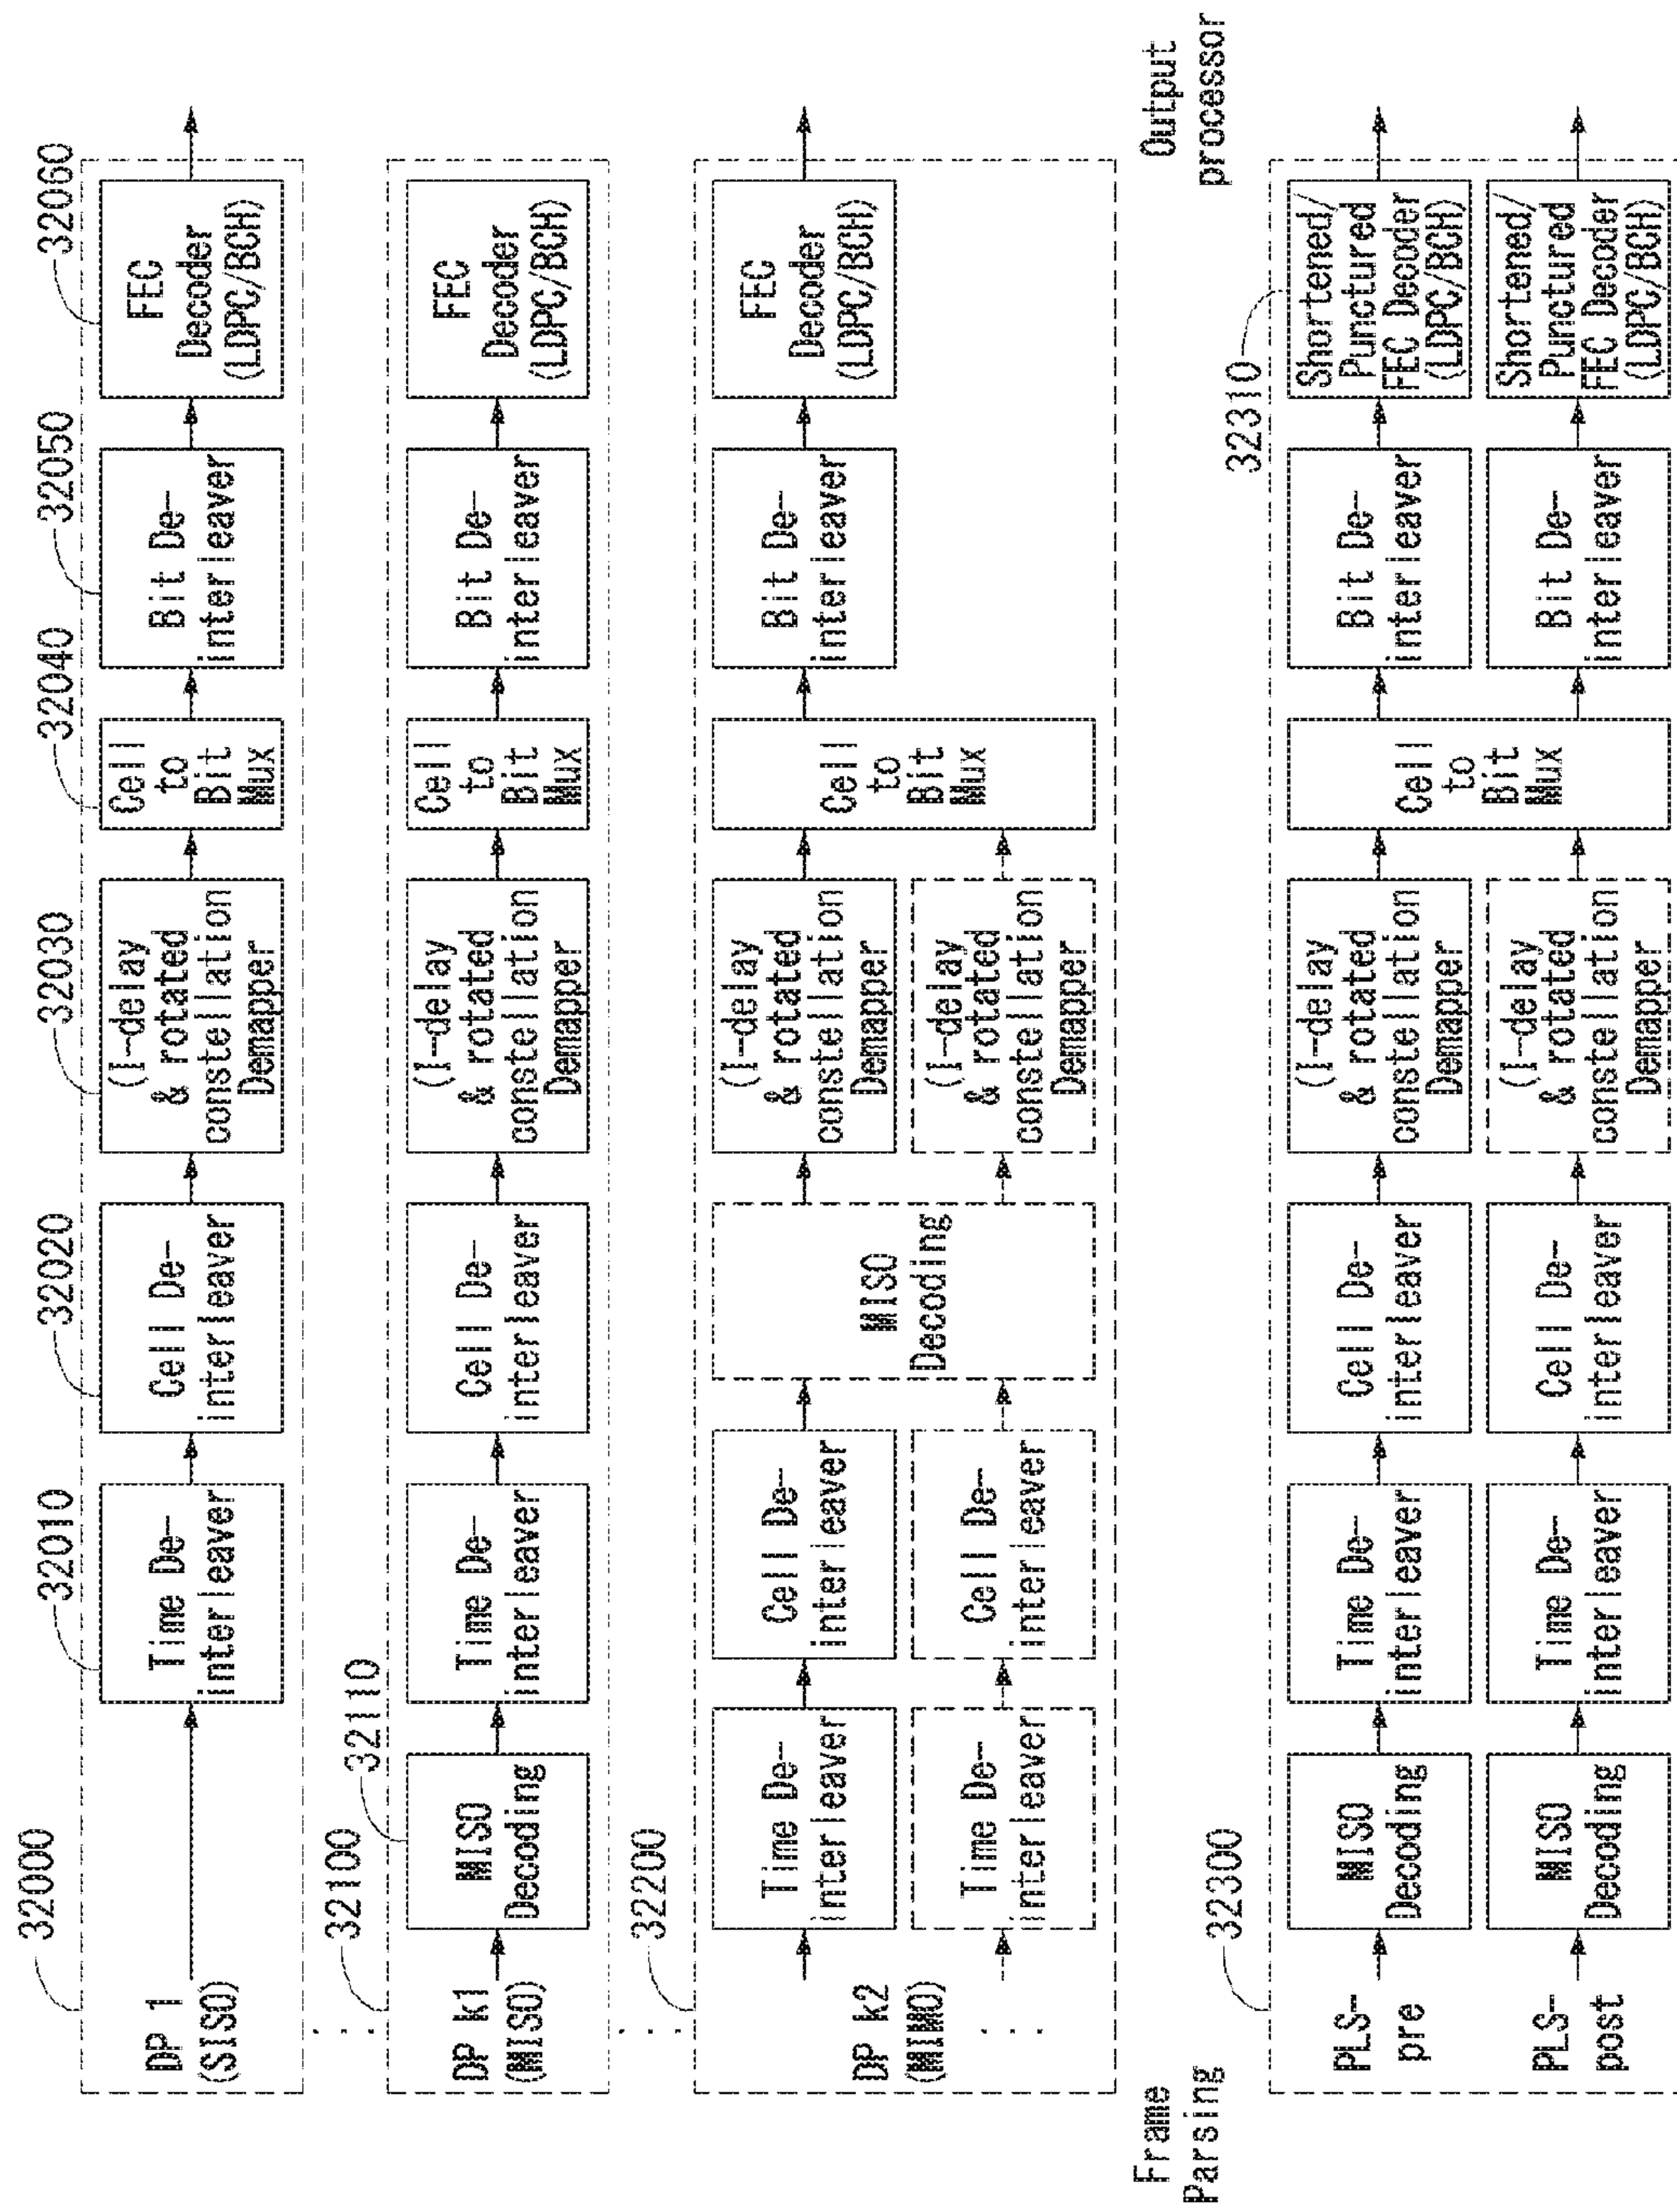 32000
DP 1
(SISO)
32010
Time De-
interleaver
32020
Cell De-
interleaver
32030
(I-delay
& rotated
constellation
Demapper
32040
Cell
to
Bit
Mux
32050
Bit De-
interleaver
32060
FEC
Decoder
(LDPC/BCH)
. . .
32100
DP k1
(MISO)
32110
MISO
Decoding
Time De-
interleaver
Cell De-
interleaver
(I-delay
& rotated
constellation
Demapper
Cell
to
Bit
Mux
Bit De-
interleaver
FEC
Decoder
(LDPC/BCH)
. . .
32200
DP k2
(MIMO)
. . .
Time De-
interleaver
Time De-
interleaver
Cell De-
interleaver
Cell De-
interleaver
MISO
Decoding
(I-delay
& rotated
constellation
Demapper
(I-delay
& rotated
constellation
Demapper
Cell
to
Bit
Mux
Bit De-
interleaver
FEC
Decoder
(LDPC/BCH)
Frame
Parsing
Output
processor
32300
PLS-
pre
MISO
Decoding
Time De-
interleaver
Cell De-
interleaver
(I-delay
& rotated
constellation
Demapper
Cell
to
Bit
Mux
Bit De-
interleaver
32310
Shortened/
Punctured
FEC Decoder
(LDPC/BCH)
PLS-
post
MISO
Decoding
Time De-
interleaver
Cell De-
interleaver
(I-delay
& rotated
constellation
Demapper
Bit De-
interleaver
Shortened/
Punctured
FEC Decoder
(LDPC/BCH)